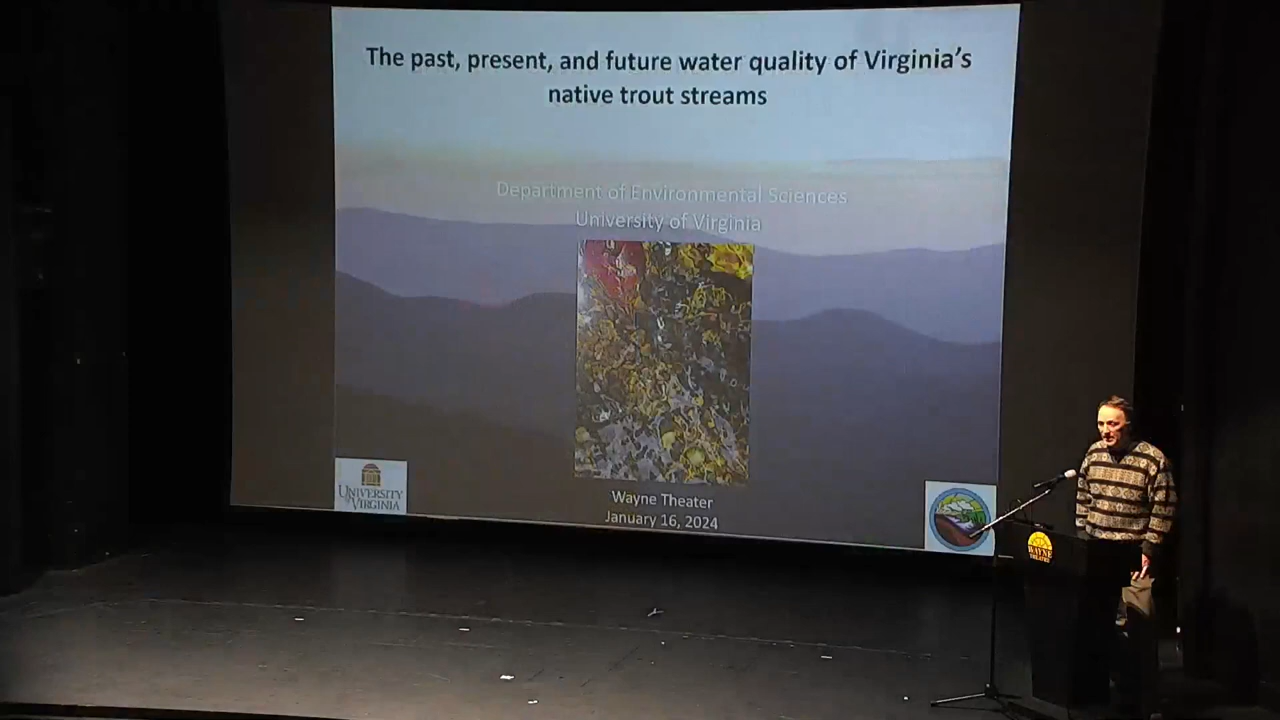 The past, present, and future water quality of Virginia's
native trout streams
Department of Environmental Sciences
University of Virginia
UNIVERSITY
of VIRGINIA
Wayne Theater
January 16, 2024
WAYNE
THEATRE